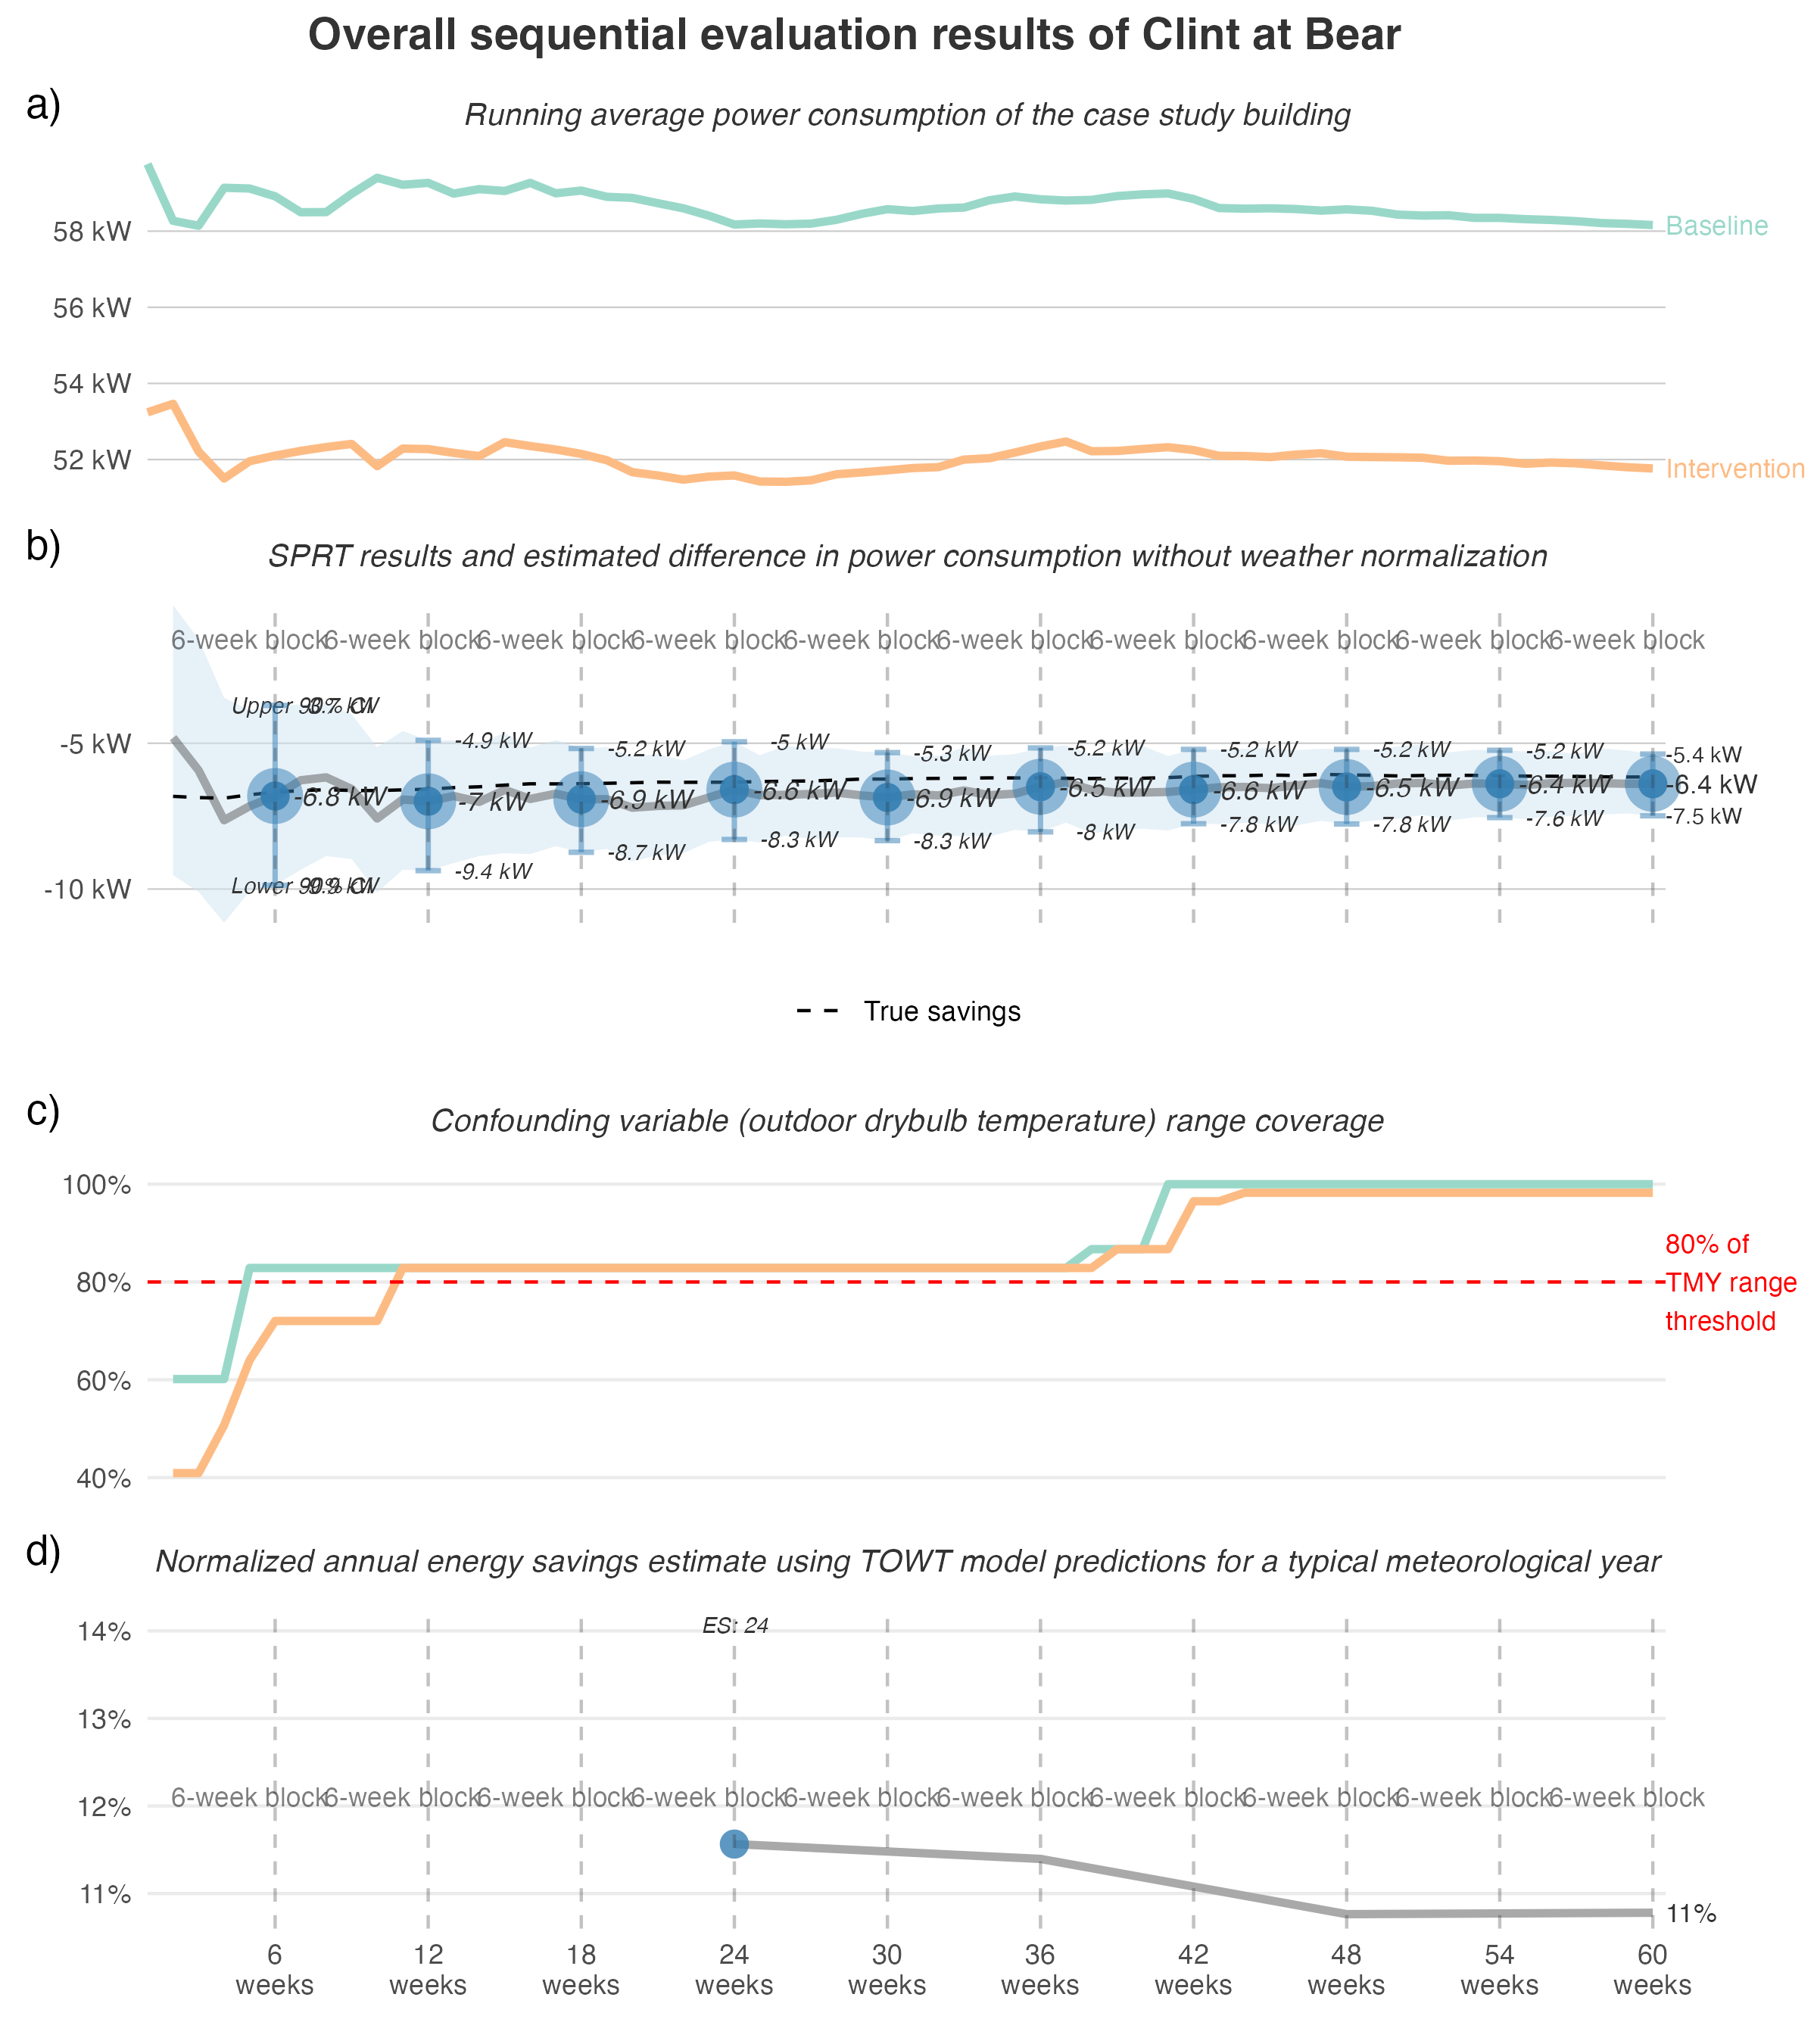 Overall sequential evaluation results of Clint at Bear
a)
Running average power consumption of the case study building
58 kW
56 kW
54 kW
52 kW
Baseline
Intervention
b)
SPRT results and estimated difference in power consumption without weather normalization
6-week block 6-week block 6-week block 6-week block 6-week block 6-week block 6-week block 6-week block 6-week block 6-week block
Upper 90% CI -3.7 kW -4.9 kW -5.2 kW -5 kW -5.3 kW -5.2 kW -5.2 kW -5.2 kW -5.2 kW -5.4 kW
-5 kW
-6.8 kW -7 kW -6.9 kW -6.6 kW -6.9 kW -6.5 kW -6.6 kW -6.5 kW -6.4 kW -6.4 kW
Lower 90% CI -9.9 kW -9.4 kW -8.7 kW -8.3 kW -8.3 kW -8 kW -7.8 kW -7.8 kW -7.6 kW -7.5 kW
-10 kW
True savings
c)
Confounding variable (outdoor drybulb temperature) range coverage
100%
80%
60%
40%
80% of
TMY range
threshold
d)
Normalized annual energy savings estimate using TOWT model predictions for a typical meteorological year
ES: 24
14%
13%
12%
11%
6-week block 6-week block 6-week block 6-week block 6-week block 6-week block 6-week block 6-week block 6-week block 6-week block
11%
6 12 18 24 30 36 42 48 54 60
weeks weeks weeks weeks weeks weeks weeks weeks weeks weeks